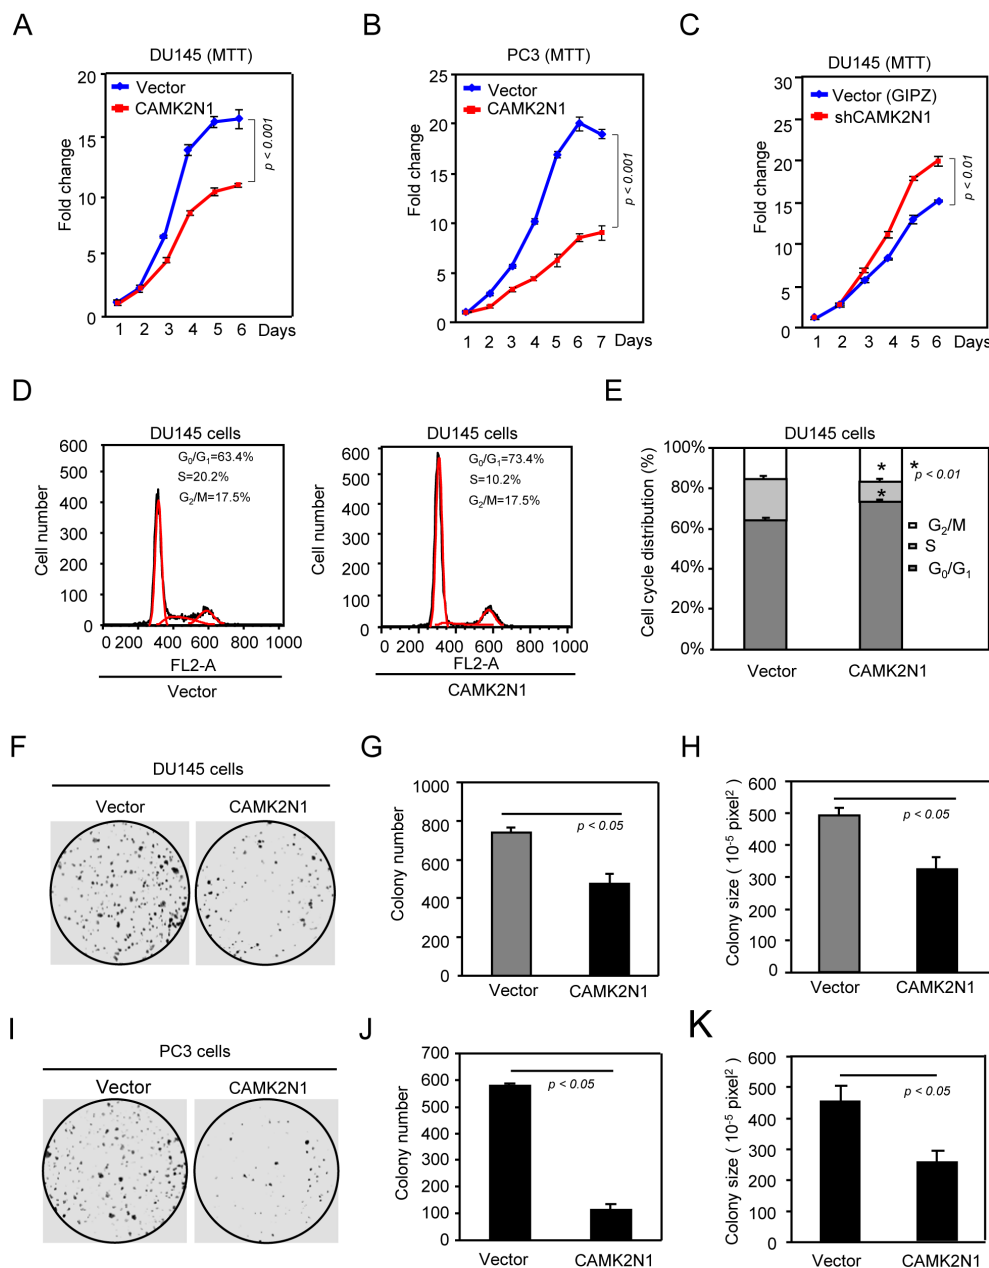 A
DU145 (MTT)
Vector
CAMK2N1
Fold change
20
15
10
5
0
1 2 3 4 5 6 Days
p < 0.001
B
PC3 (MTT)
Vector
CAMK2N1
Fold change
25
20
15
10
5
0
1 2 3 4 5 6 7 Days
p < 0.001
C
DU145 (MTT)
Vector (GIPZ)
shCAMK2N1
Fold change
30
25
20
15
10
5
0
1 2 3 4 5 6 Days
p < 0.01
D
DU145 cells
G0/G1=63.4%
S=20.2%
G2/M=17.5%
Cell number
600
500
400
300
200
100
0
0 200 400 600 800 1000
FL2-A
Vector
DU145 cells
G0/G1=73.4%
S=10.2%
G2/M=17.5%
Cell number
600
500
400
300
200
100
0
0 200 400 600 800 1000
FL2-A
CAMK2N1
E
DU145 cells
Cell cycle distribution (%)
100%
80%
60%
40%
20%
0%
*
*
* p < 0.01
G2/M
S
G0/G1
Vector CAMK2N1
F
DU145 cells
Vector CAMK2N1
G
Colony number
1000
800
600
400
200
0
p < 0.05
Vector CAMK2N1
H
Colony size ( 10-5 pixel2 )
600
500
400
300
200
100
0
p < 0.05
Vector CAMK2N1
I
PC3 cells
Vector CAMK2N1
J
Colony number
700
600
500
400
300
200
100
0
p < 0.05
Vector CAMK2N1
K
Colony size ( 10-5 pixel2 )
600
500
400
300
200
100
0
p < 0.05
Vector CAMK2N1